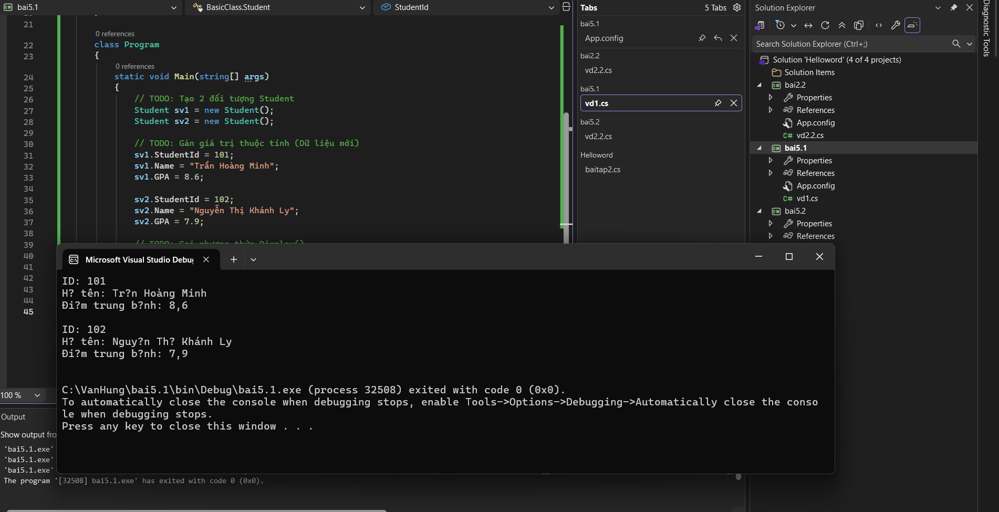 bai5.1
BasicClass.Student
StudentId
21
0 references
22 class Program
23 {
0 references
24 static void Main(string[] args)
25 {
26 // TODO: Tạo 2 đối tượng Student
27 Student sv1 = new Student();
28 Student sv2 = new Student();
29
30 // TODO: Gán giá trị thuộc tính (Dữ liệu mới)
31 sv1.StudentId = 101;
32 sv1.Name = "Trần Hoàng Minh";
33 sv1.GPA = 8.6;
34
35 sv2.StudentId = 102;
36 sv2.Name = "Nguyễn Thị Khánh Ly";
37 sv2.GPA = 7.9;
38
39 // TODO: Gọi phương thức Display()
40
41
42
43
44
45
100 %
Output
Show output fro
'bai5.1.exe'
'bai5.1.exe'
'bai5.1.exe'
The program '[32508] bai5.1.exe' has exited with code 0 (0x0).
Microsoft Visual Studio Debu
ID: 101
H? tên: Tr?n Hoàng Minh
Đi?m trung b?nh: 8,6
ID: 102
H? tên: Nguy?n Th? Khánh Ly
Đi?m trung b?nh: 7,9
C:\VanHung\bai5.1\bin\Debug\bai5.1.exe (process 32508) exited with code 0 (0x0).
To automatically close the console when debugging stops, enable Tools->Options->Debugging->Automatically close the conso
le when debugging stops.
Press any key to close this window . . .
Tabs
5 Tabs
bai5.1
App.config
bai2.2
vd2.2.cs
bai5.1
vd1.cs
bai5.2
vd2.2.cs
Helloword
baitap2.cs
Solution Explorer
Search Solution Explorer (Ctrl+;)
Solution 'Helloword' (4 of 4 projects)
Solution Items
bai2.2
Properties
References
App.config
C# vd2.2.cs
bai5.1
Properties
References
App.config
C# vd1.cs
bai5.2
Properties
References
Diagnostic Tools